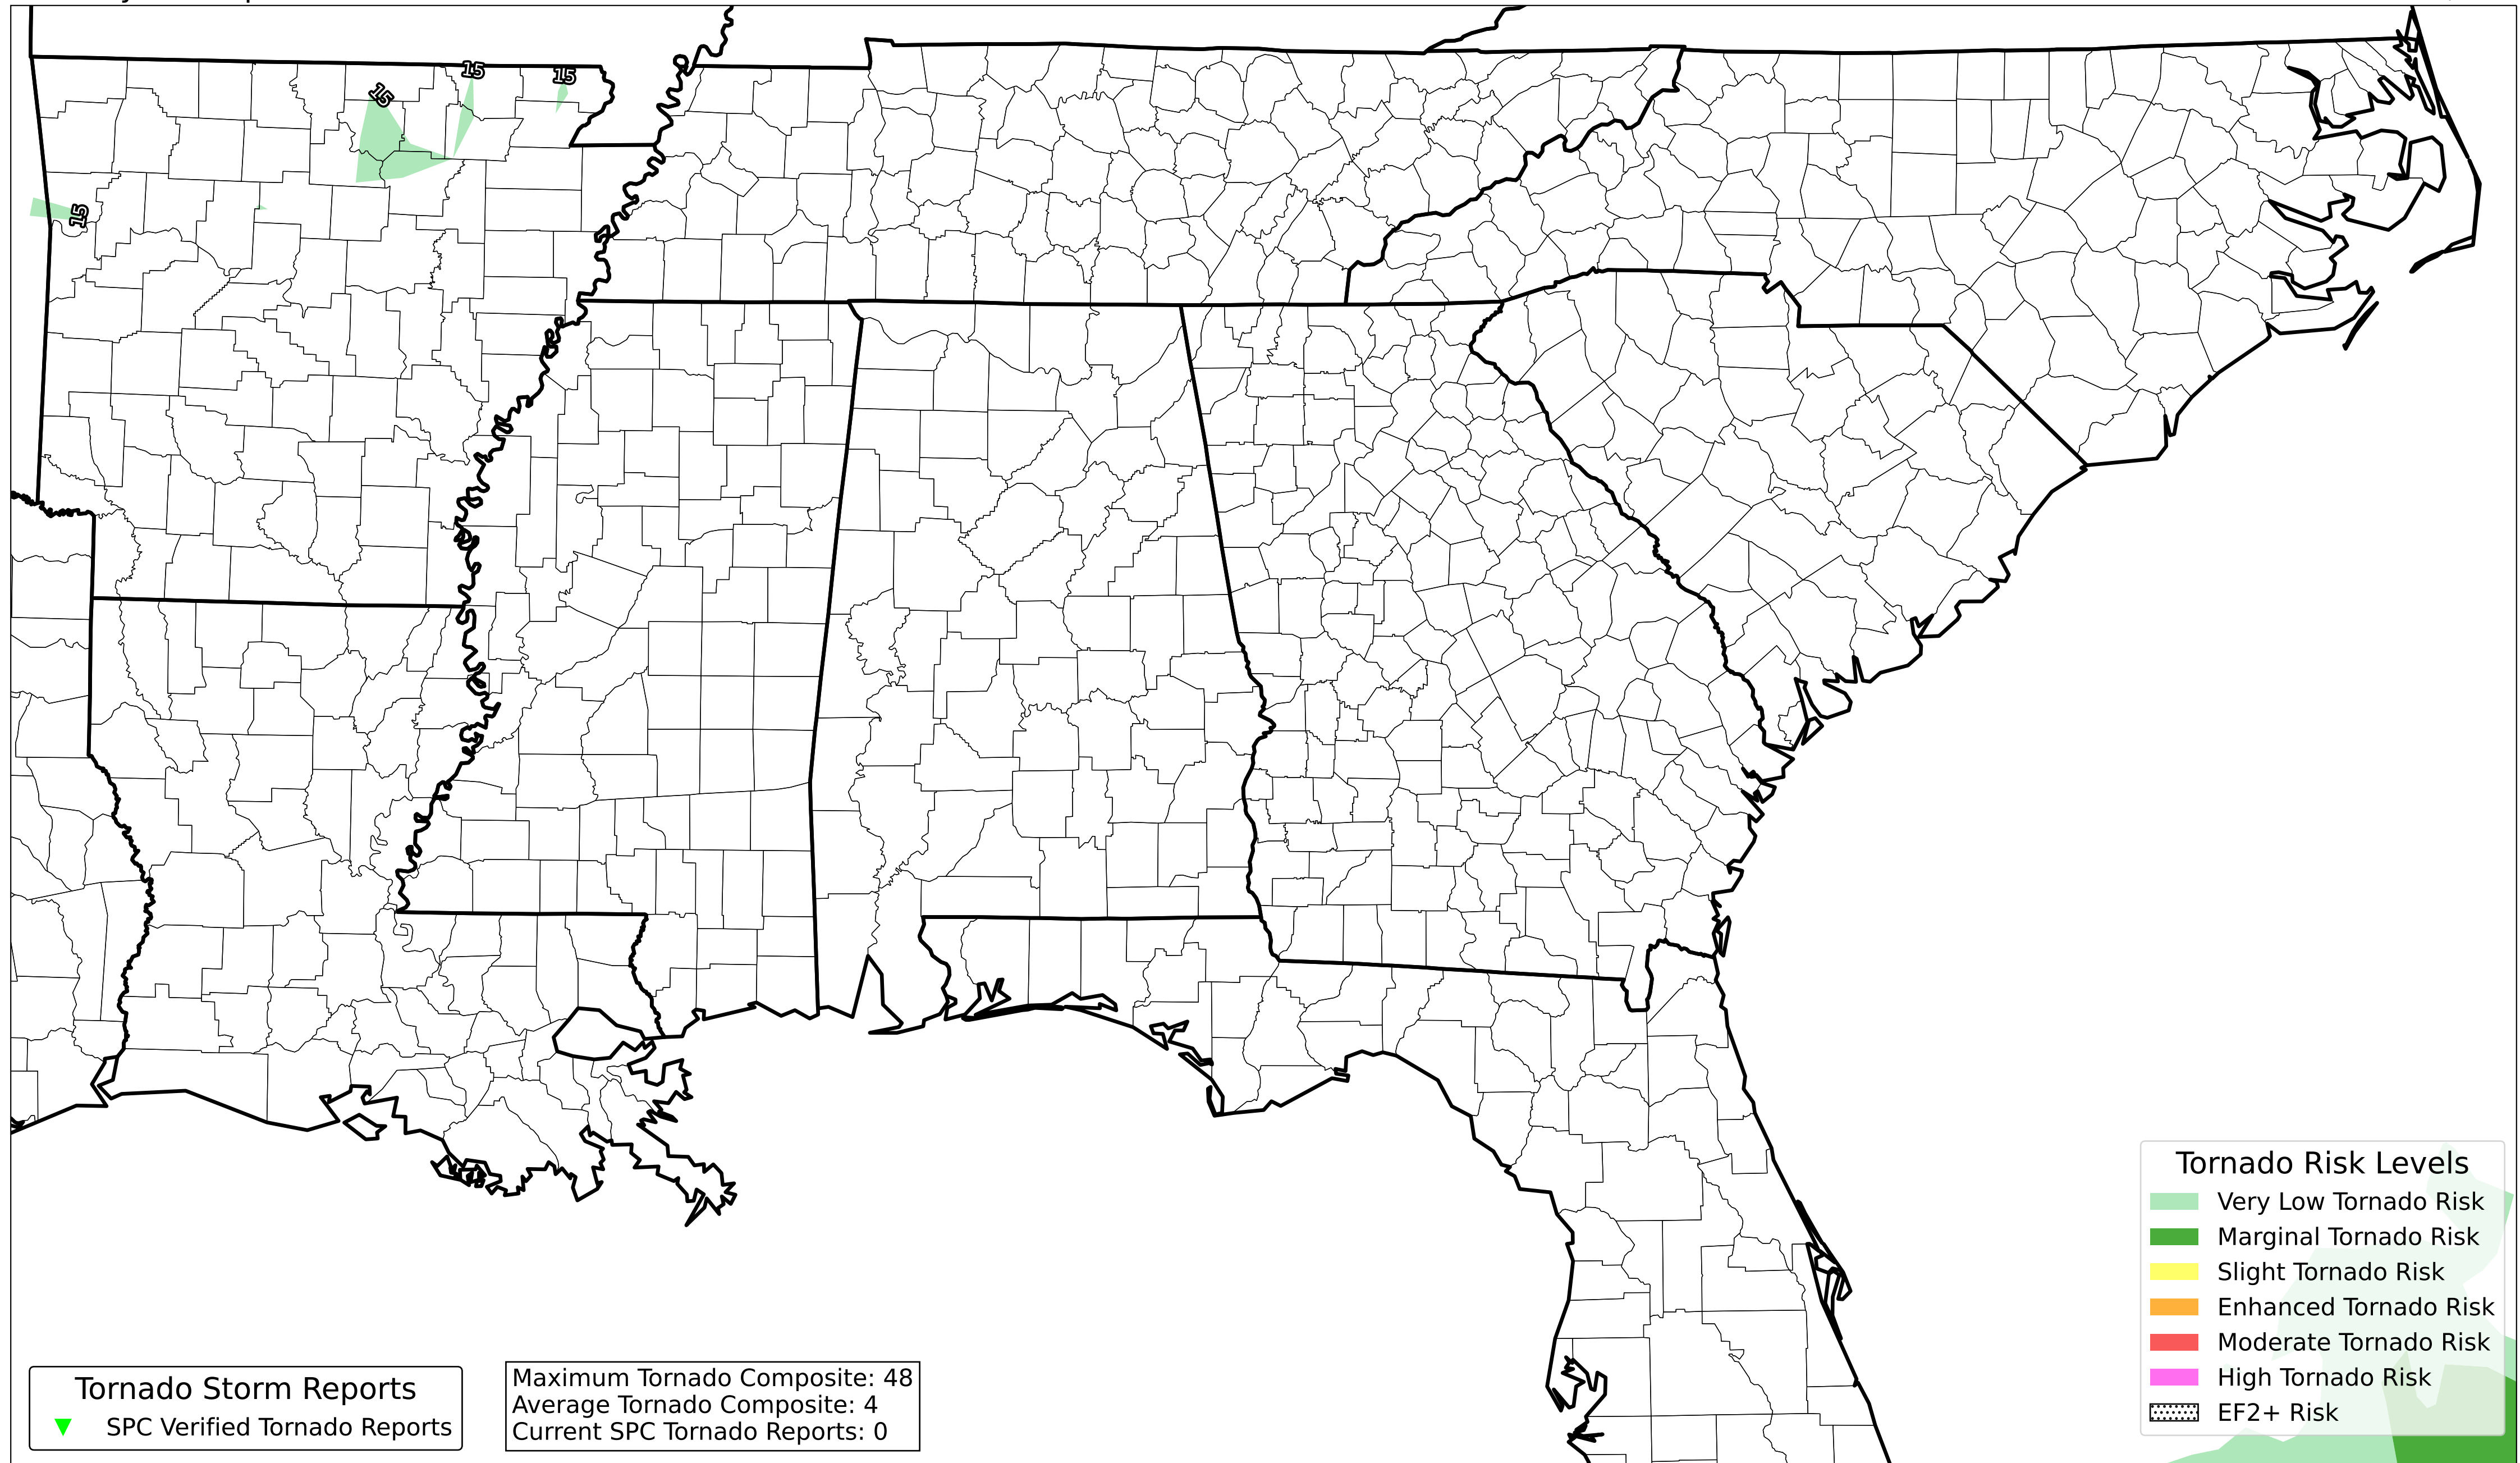 15
15
15
15
Tornado Risk Levels
Very Low Tornado Risk
Marginal Tornado Risk
Slight Tornado Risk
Enhanced Tornado Risk
Moderate Tornado Risk
High Tornado Risk
EF2+ Risk
Tornado Storm Reports
SPC Verified Tornado Reports
Maximum Tornado Composite: 48
Average Tornado Composite: 4
Current SPC Tornado Reports: 0